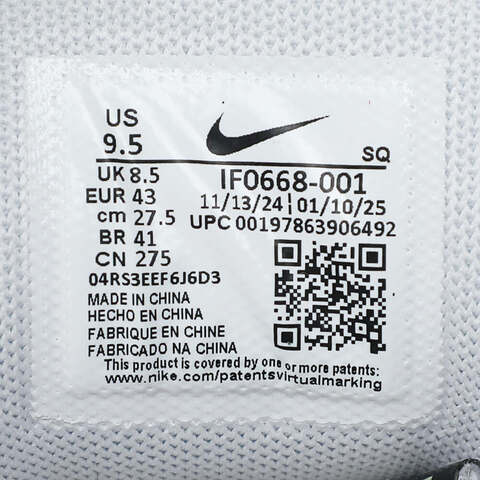 US
9.5
SQ
UK 8.5
EUR 43
cm 27.5
BR 41
CN 275
IF0668-001
11/13/24 | 01/10/25
UPC 00197863906492
04RS3EEF6J6D3
MADE IN CHINA
HECHO EN CHINA
FABRIQUE EN CHINE
FABRICADO NA CHINA
This product is covered by one or more patents:
www.nike.com/patentsvirtualmarking